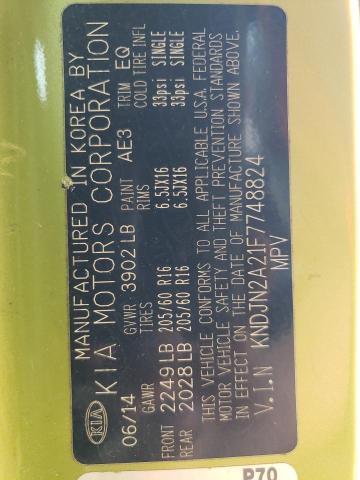 MANUFACTURED IN KOREA BY
KIA KIA MOTORS CORPORATION
06/14 GVWR: 3902 LB PAINT AE3 TRIM EQ
GAWR TIRES RIMS COLD TIRE INFL
FRONT 2249 LB 205/60 R16 6.5JX16 33psi SINGLE
REAR 2028 LB 205/60 R16 6.5JX16 33psi SINGLE
THIS VEHICLE CONFORMS TO ALL APPLICABLE U.S.A. FEDERAL
MOTOR VEHICLE SAFETY AND THEFT PREVENTION STANDARDS
IN EFFECT ON THE DATE OF MANUFACTURE SHOWN ABOVE.
V.I.N KNDJN2A21F7748824
MPV
P70